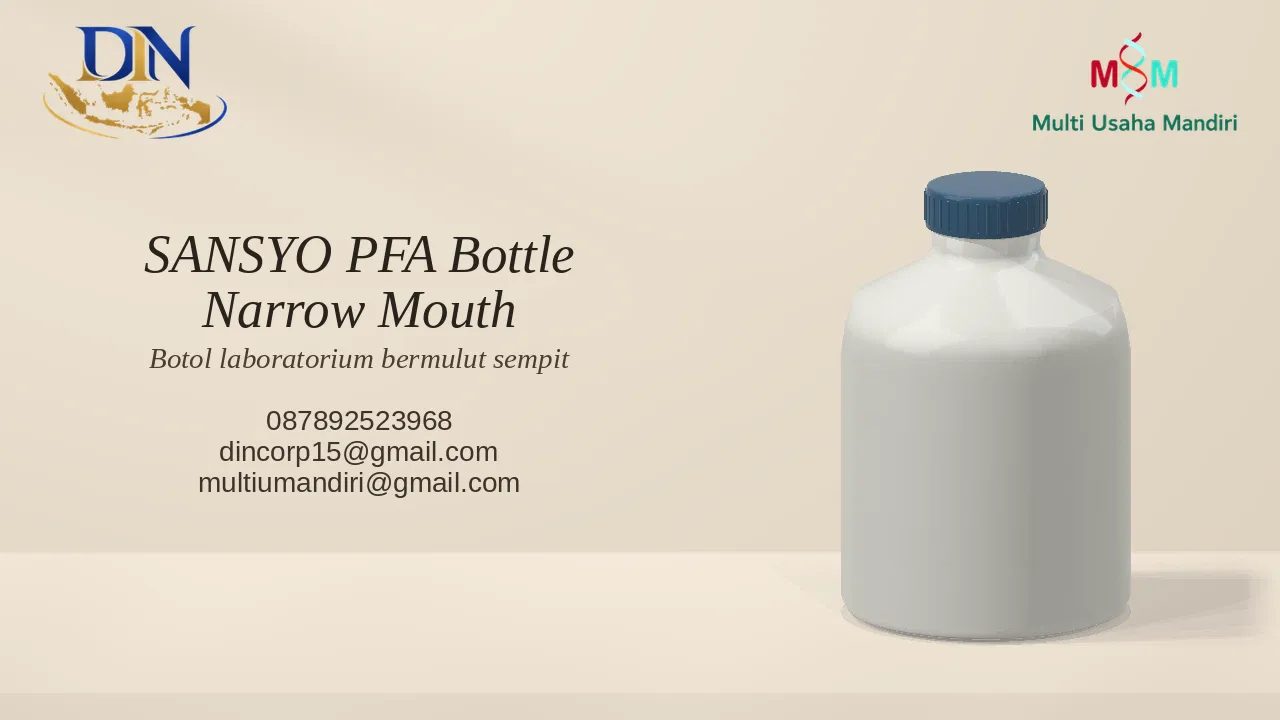 DIN
M M
Multi Usaha Mandiri
SANSYO PFA Bottle
Narrow Mouth
Botol laboratorium bermulut sempit
087892523968
dincorp15@gmail.com
multiumandiri@gmail.com